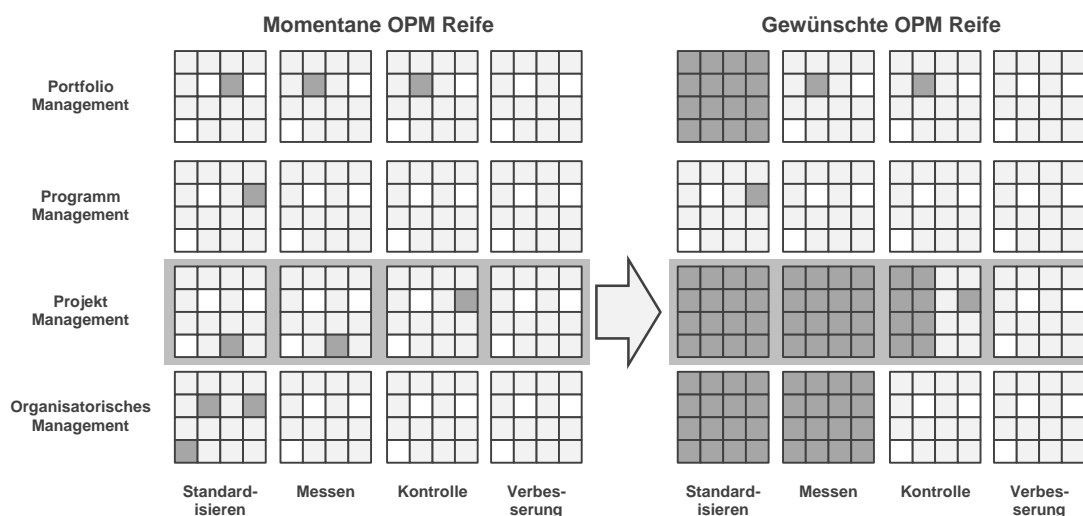 Momentane OPM Reife
Gewünschte OPM Reife
Portfolio
Management
Programm
Management
Projekt
Management
Organisatorisches
Management
Standard-
isieren
Messen
Kontrolle
Verbes-
serung
Standard-
isieren
Messen
Kontrolle
Verbes-
serung